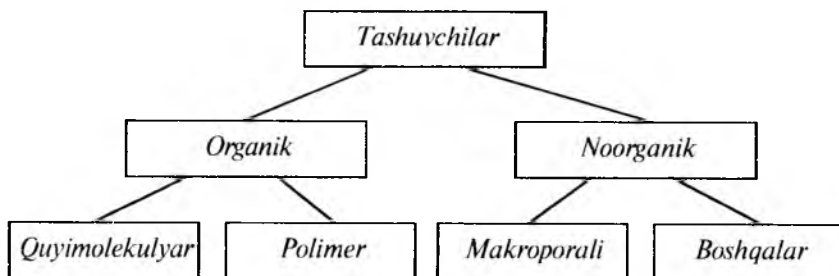 Tashuvchilar
Organik
Noorganik
Quyimolekulyar
Polimer
Makroporali
Boshqalar